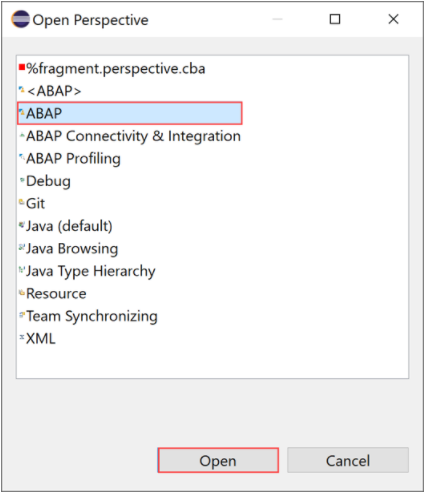 Open Perspective
%fragment.perspective.cba
<ABAP>
ABAP
ABAP Connectivity & Integration
ABAP Profiling
Debug
Git
Java (default)
Java Browsing
Java Type Hierarchy
Resource
Team Synchronizing
XML
Open Cancel